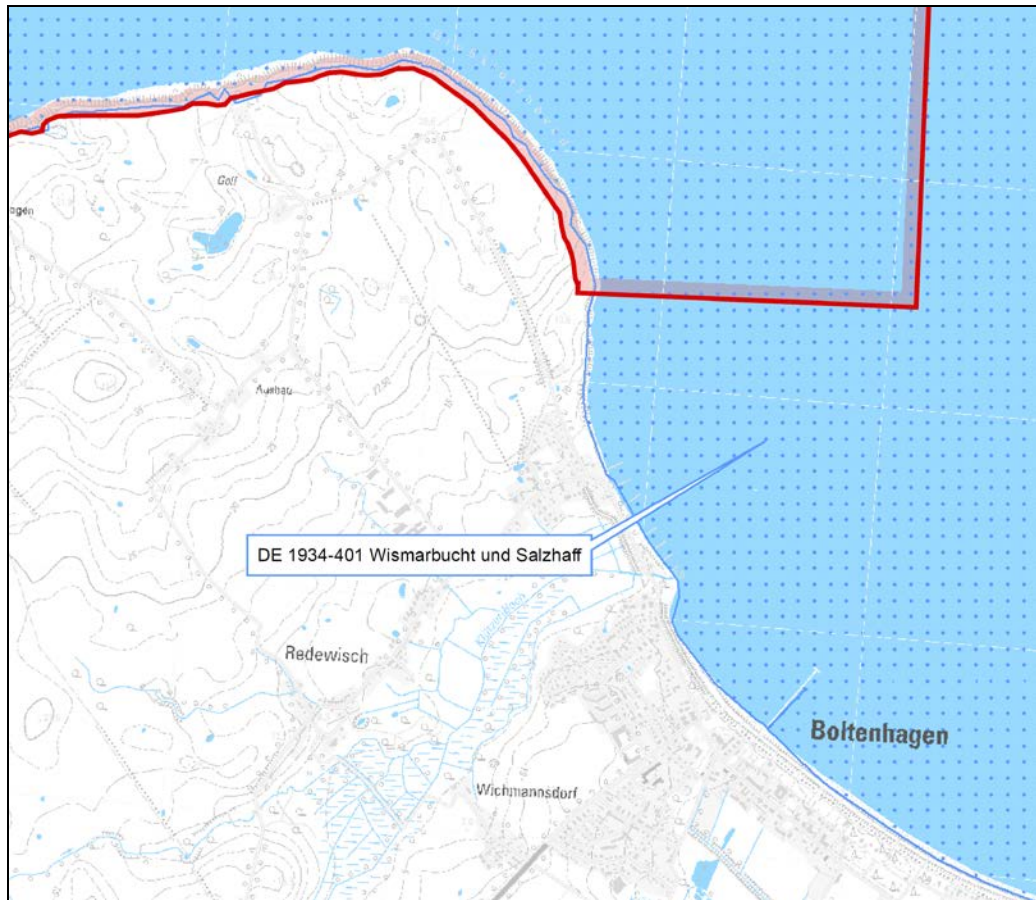 Golf
agen
Ausbau
DE 1934-401 Wismarbucht und Salzhaff
Redewisch
Boltenhagen
Wichmannsdorf